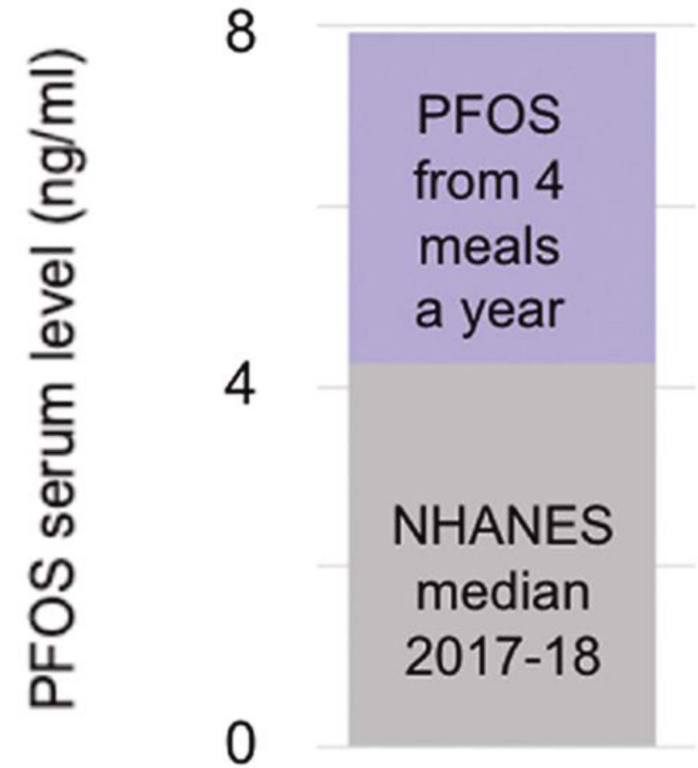 PFOS serum level (ng/ml)
8
4
0
PFOS
from 4
meals
a year
NHANES
median
2017-18